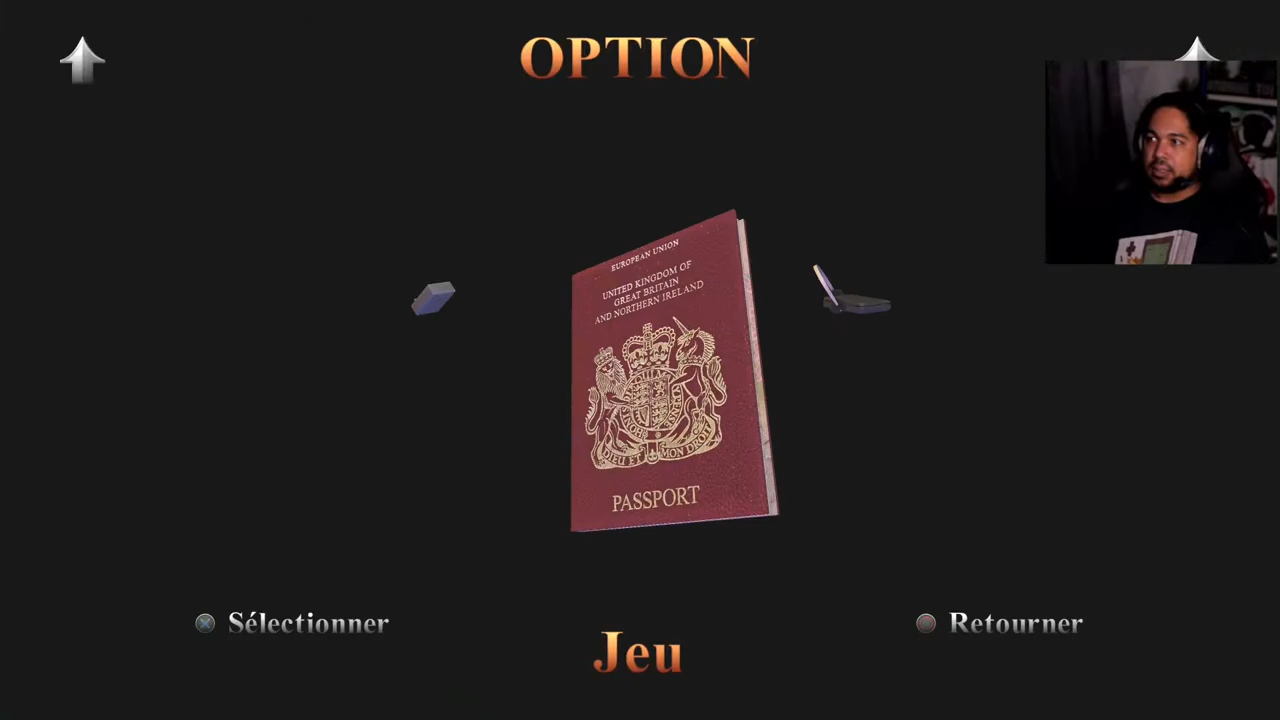 OPTION
EUROPEAN UNION
UNITED KINGDOM OF
GREAT BRITAIN
AND NORTHERN IRELAND
DIEU ET MON DROIT
PASSPORT
Sélectionner
Retourner
Jeu